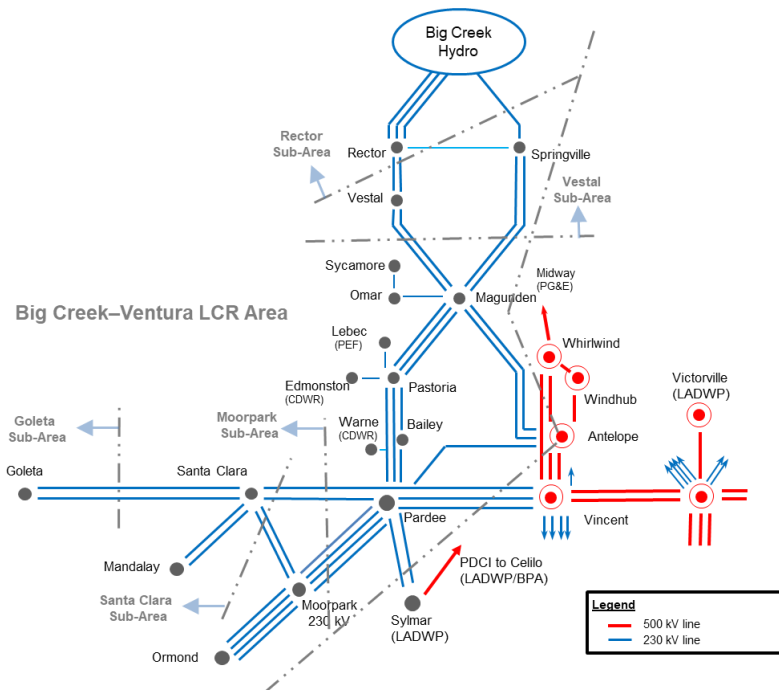 Big Creek
Hydro
Rector
Sub-Area
Rector
Springville
Vestal
Sub-Area
Vestal
Sycamore
Omar
Magunden
Midway
(PG&E)
Big Creek–Ventura LCR Area
Lebec
(PEF)
Whirlwind
Edmonston
(CDWR)
Pastoria
Windhub
Victorville
(LADWP)
Goleta
Sub-Area
Moorpark
Sub-Area
Warne
(CDWR)
Bailey
Antelope
Goleta
Santa Clara
Pardee
Vincent
Mandalay
PDCI to Celilo
(LADWP/BPA)
Santa Clara
Sub-Area
Moorpark
230 kV
Sylmar
(LADWP)
Ormond
Legend
500 kV line
230 kV line